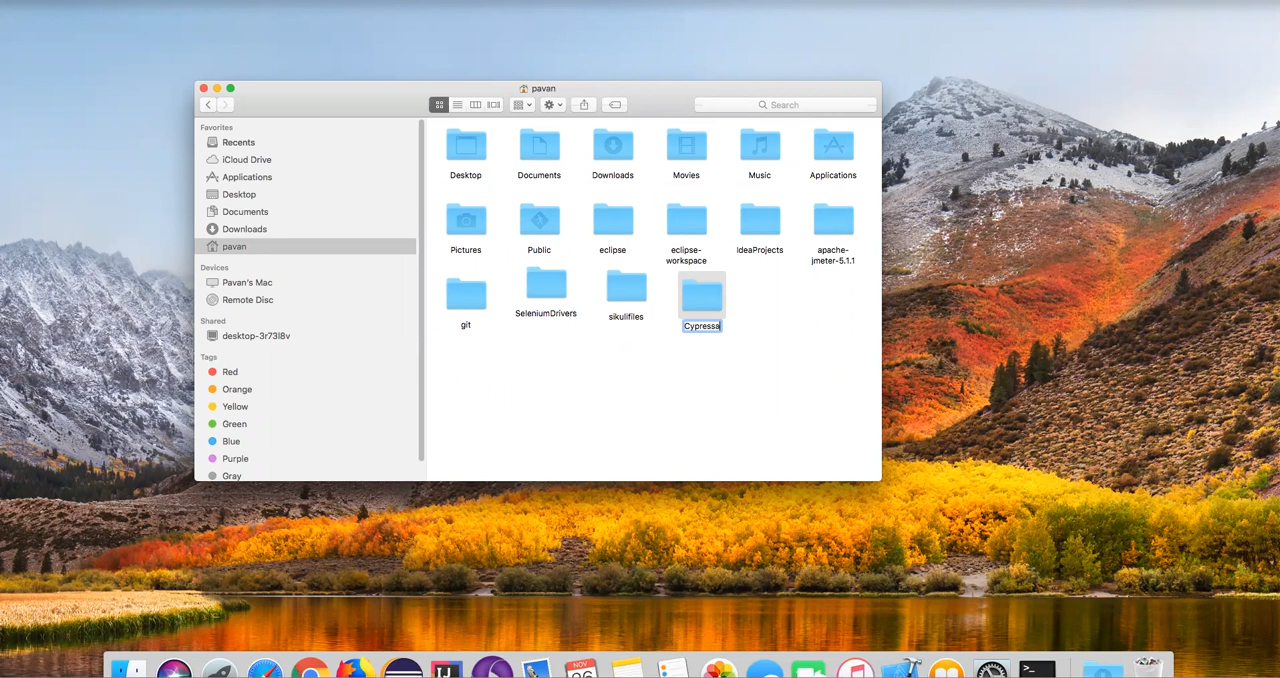 pavan
Search
Favorites
Recents
iCloud Drive
Applications
Desktop
Documents
Downloads
pavan
Devices
Pavan's Mac
Remote Disc
Shared
desktop-3r73l8v
Tags
Red
Orange
Yellow
Green
Blue
Purple
Gray
Desktop
Documents
Downloads
Movies
Music
Applications
Pictures
Public
eclipse
eclipse-
workspace
IdeaProjects
apache-
jmeter-5.1.1
git
SeleniumDrivers
sikulifiles
Cypressa
NOV
IJ
>_